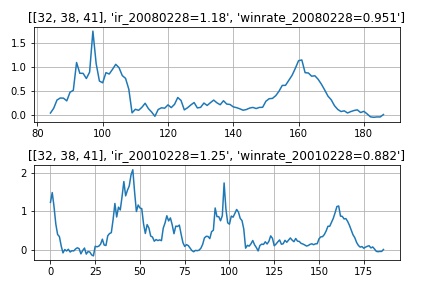 [[32, 38, 41], 'ir_20080228=1.18', 'winrate_20080228=0.951']
1.5
1.0
0.5
0.0
80 100 120 140 160 180
[[32, 38, 41], 'ir_20010228=1.25', 'winrate_20010228=0.882']
2
1
0
0 25 50 75 100 125 150 175